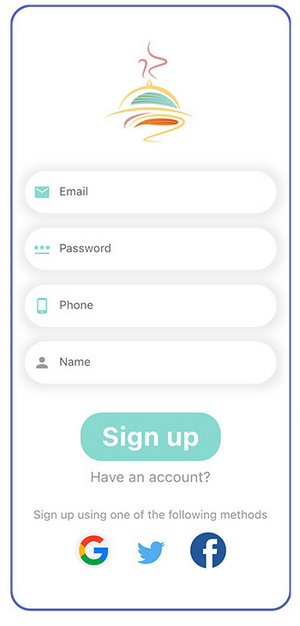 Email
Password
Phone
Name
Sign up
Have an account?
Sign up using one of the following methods